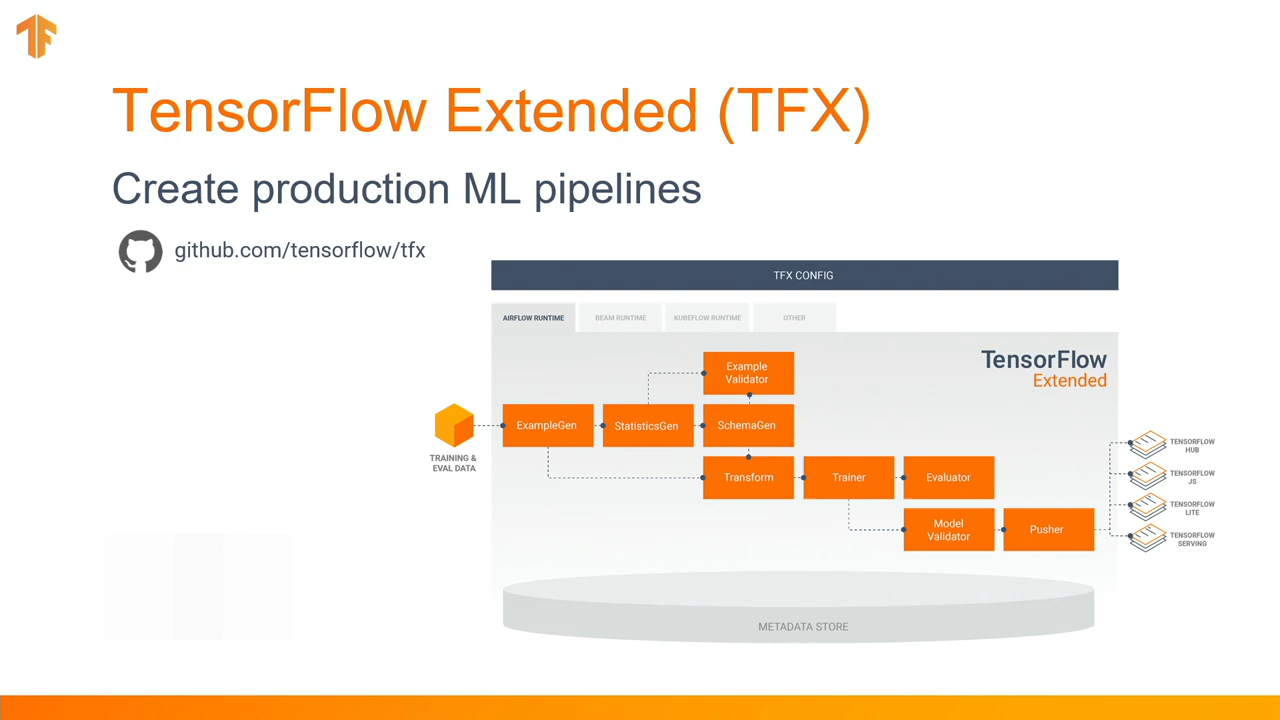 TensorFlow Extended (TFX)
Create production ML pipelines
github.com/tensorflow/tfx
TFX CONFIG
AIRFLOW RUNTIME
BEAM RUNTIME
KUBEFLOW RUNTIME
OTHER
TensorFlow
Extended
Example
Validator
TRAINING &
EVAL DATA
ExampleGen
StatisticsGen
SchemaGen
Transform
Trainer
Evaluator
Model
Validator
Pusher
TENSORFLOW
HUB
TENSORFLOW
JS
TENSORFLOW
LITE
TENSORFLOW
SERVING
METADATA STORE